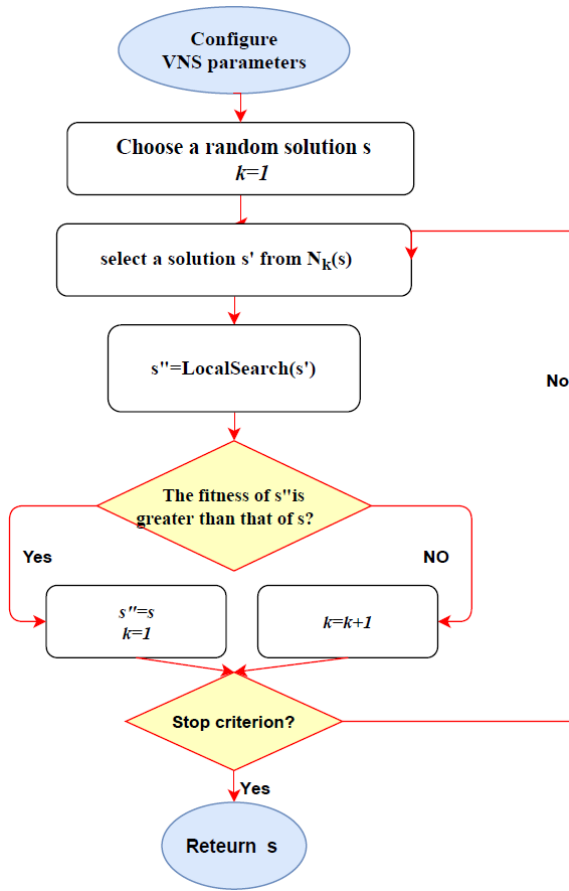 Configure
VNS parameters
Choose a random solution s
k=1
select a solution s' from Nk(s)
s''=LocalSearch(s')
No
The fitness of s''is
greater than that of s?
Yes
NO
s''=s
k=1
k=k+1
Stop criterion?
Yes
Reteurn s